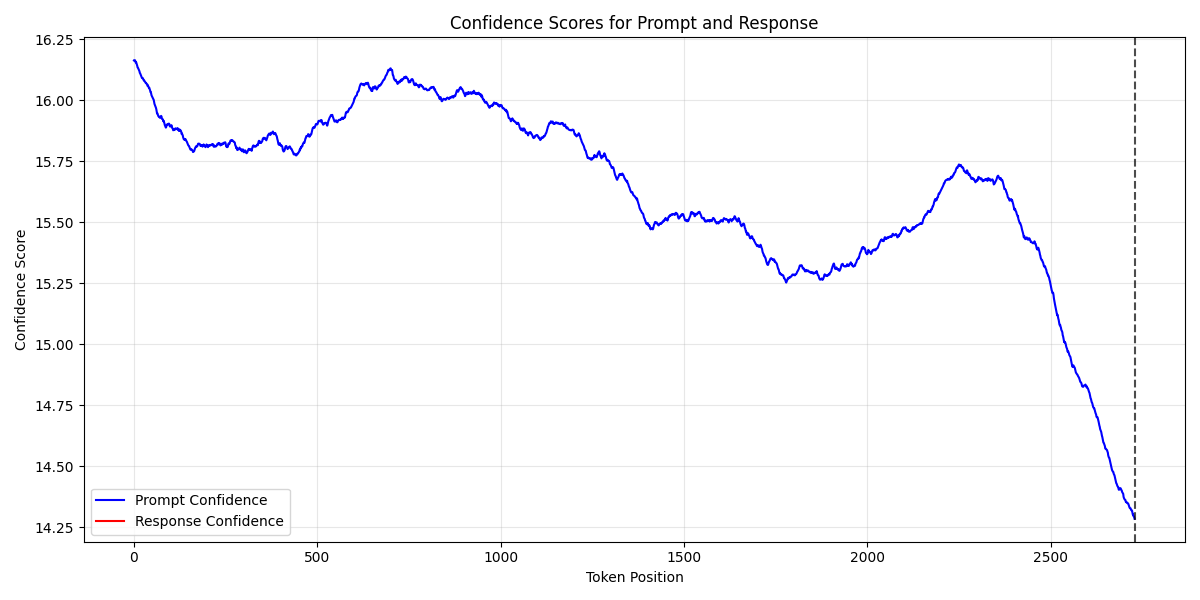 Confidence Scores for Prompt and Response
16.25
16.00
15.75
15.50
15.25
15.00
14.75
14.50
14.25
Confidence Score
Prompt Confidence
Response Confidence
0 500 1000 1500 2000 2500
Token Position